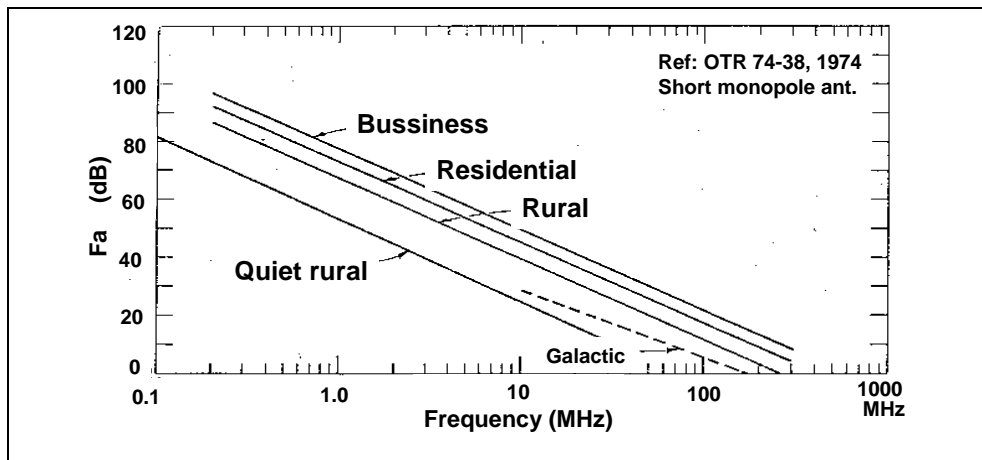 120
100
80
60
40
20
0
Fa (dB)
Ref: OTR 74-38, 1974
Short monopole ant.
Bussiness
Residential
Rural
Quiet rural
Galactic
0.1
1.0
10
100
1000
MHz
Frequency (MHz)